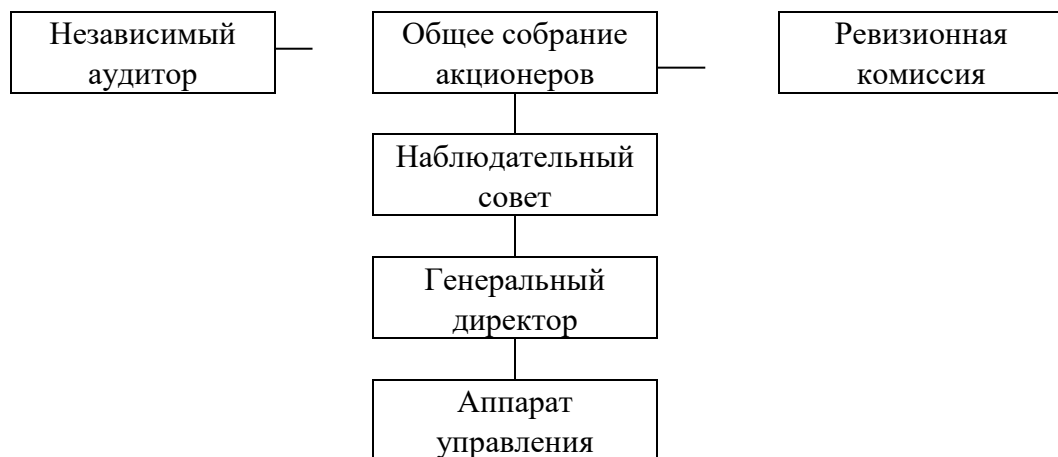 Независимый
аудитор
Общее собрание
акционеров
Ревизионная
комиссия
Наблюдательный
совет
Генеральный
директор
Аппарат
управления